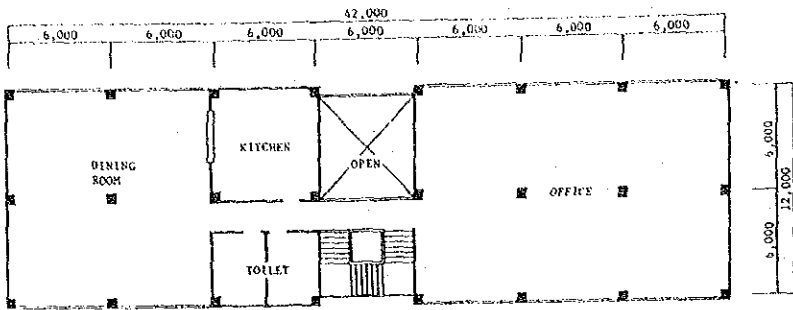 42,000
6,000 6,000 6,000 6,000 6,000 6,000 6,000
KITCHEN
DINING
ROOM
OPEN
OFFICE
TOILET
6,000
6,000
12,000